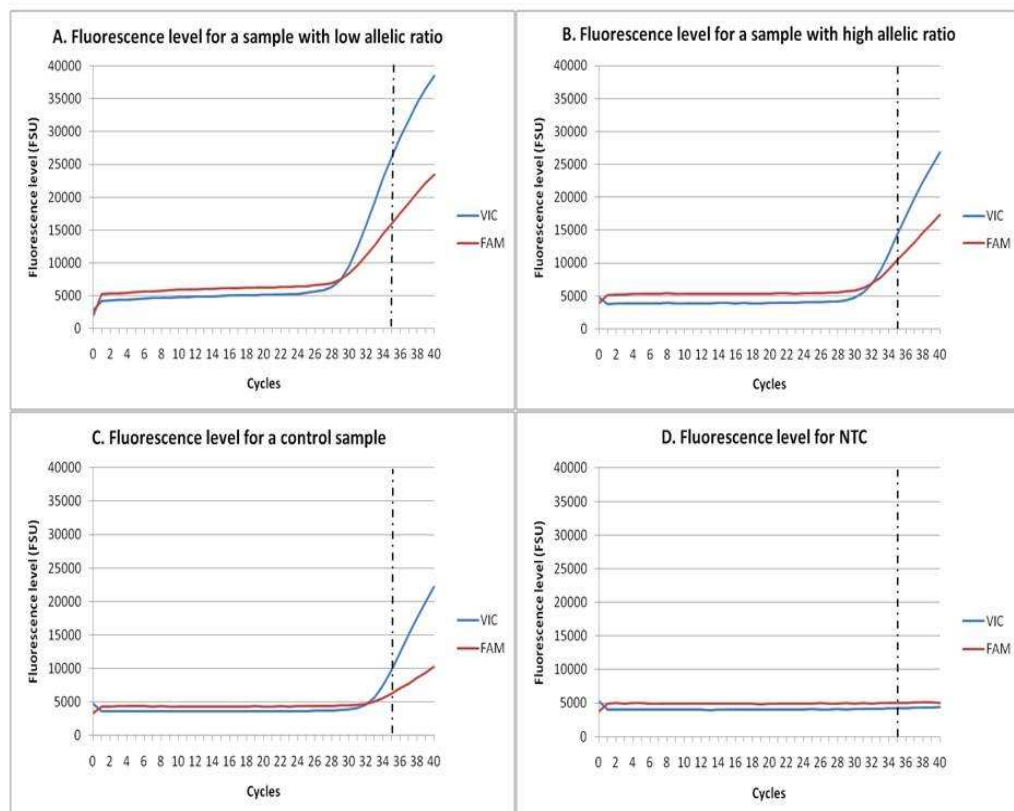 A. Fluorescence level for a sample with low allelic ratio
40000
35000
30000
25000
20000
15000
10000
5000
0
Fluorescence level (FSU)
VIC
FAM
0 2 4 6 8 10 12 14 16 18 20 22 24 26 28 30 32 34 36 38 40
Cycles
B. Fluorescence level for a sample with high allelic ratio
40000
35000
30000
25000
20000
15000
10000
5000
0
Fluorescence level (FSU)
VIC
FAM
0 2 4 6 8 10 12 14 16 18 20 22 24 26 28 30 32 34 36 38 40
Cycles
C. Fluorescence level for a control sample
40000
35000
30000
25000
20000
15000
10000
5000
0
Fluorescence level (FSU)
VIC
FAM
0 2 4 6 8 10 12 14 16 18 20 22 24 26 28 30 32 34 36 38 40
Cycles
D. Fluorescence level for NTC
40000
35000
30000
25000
20000
15000
10000
5000
0
Fluorescence level (FSU)
VIC
FAM
0 2 4 6 8 10 12 14 16 18 20 22 24 26 28 30 32 34 36 38 40
Cycles